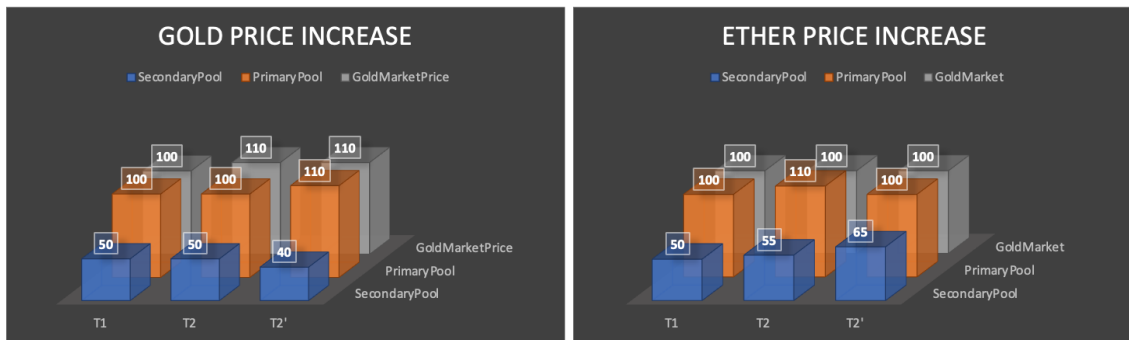 GOLD PRICE INCREASE
SecondaryPool PrimaryPool GoldMarketPrice
100 110 110
100 100 110
50 50 40
GoldMarketPrice
PrimaryPool
SecondaryPool
T1 T2 T2'
ETHER PRICE INCREASE
SecondaryPool PrimaryPool GoldMarket
100 100 100
100 110 100
50 55 65
GoldMarket
PrimaryPool
SecondaryPool
T1 T2 T2'